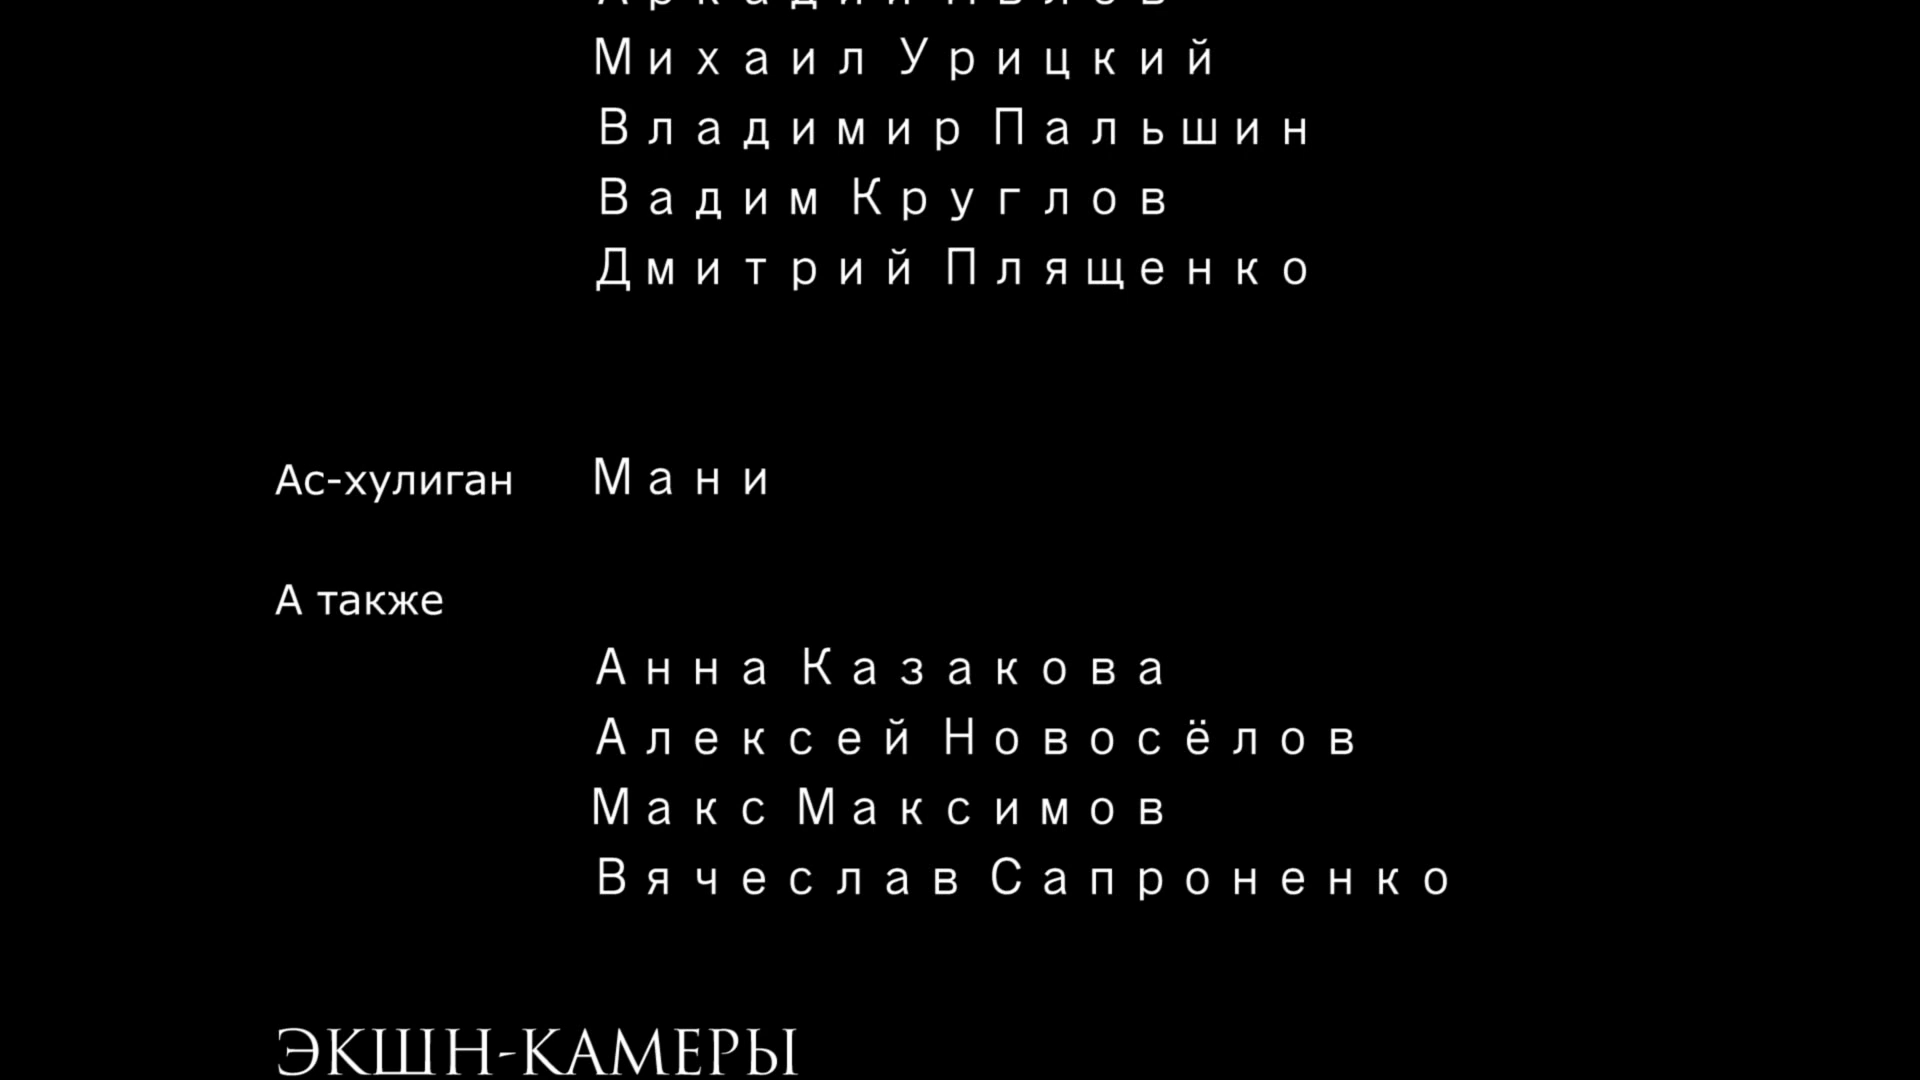 Михаил Урицкий
Владимир Пальшин
Вадим Круглов
Дмитрий Плященко
Ас-хулиган Мани
А также
Анна Казакова
Алексей Новосёлов
Макс Максимов
Вячеслав Сапроненко
ЭКШН-КАМЕРЫ